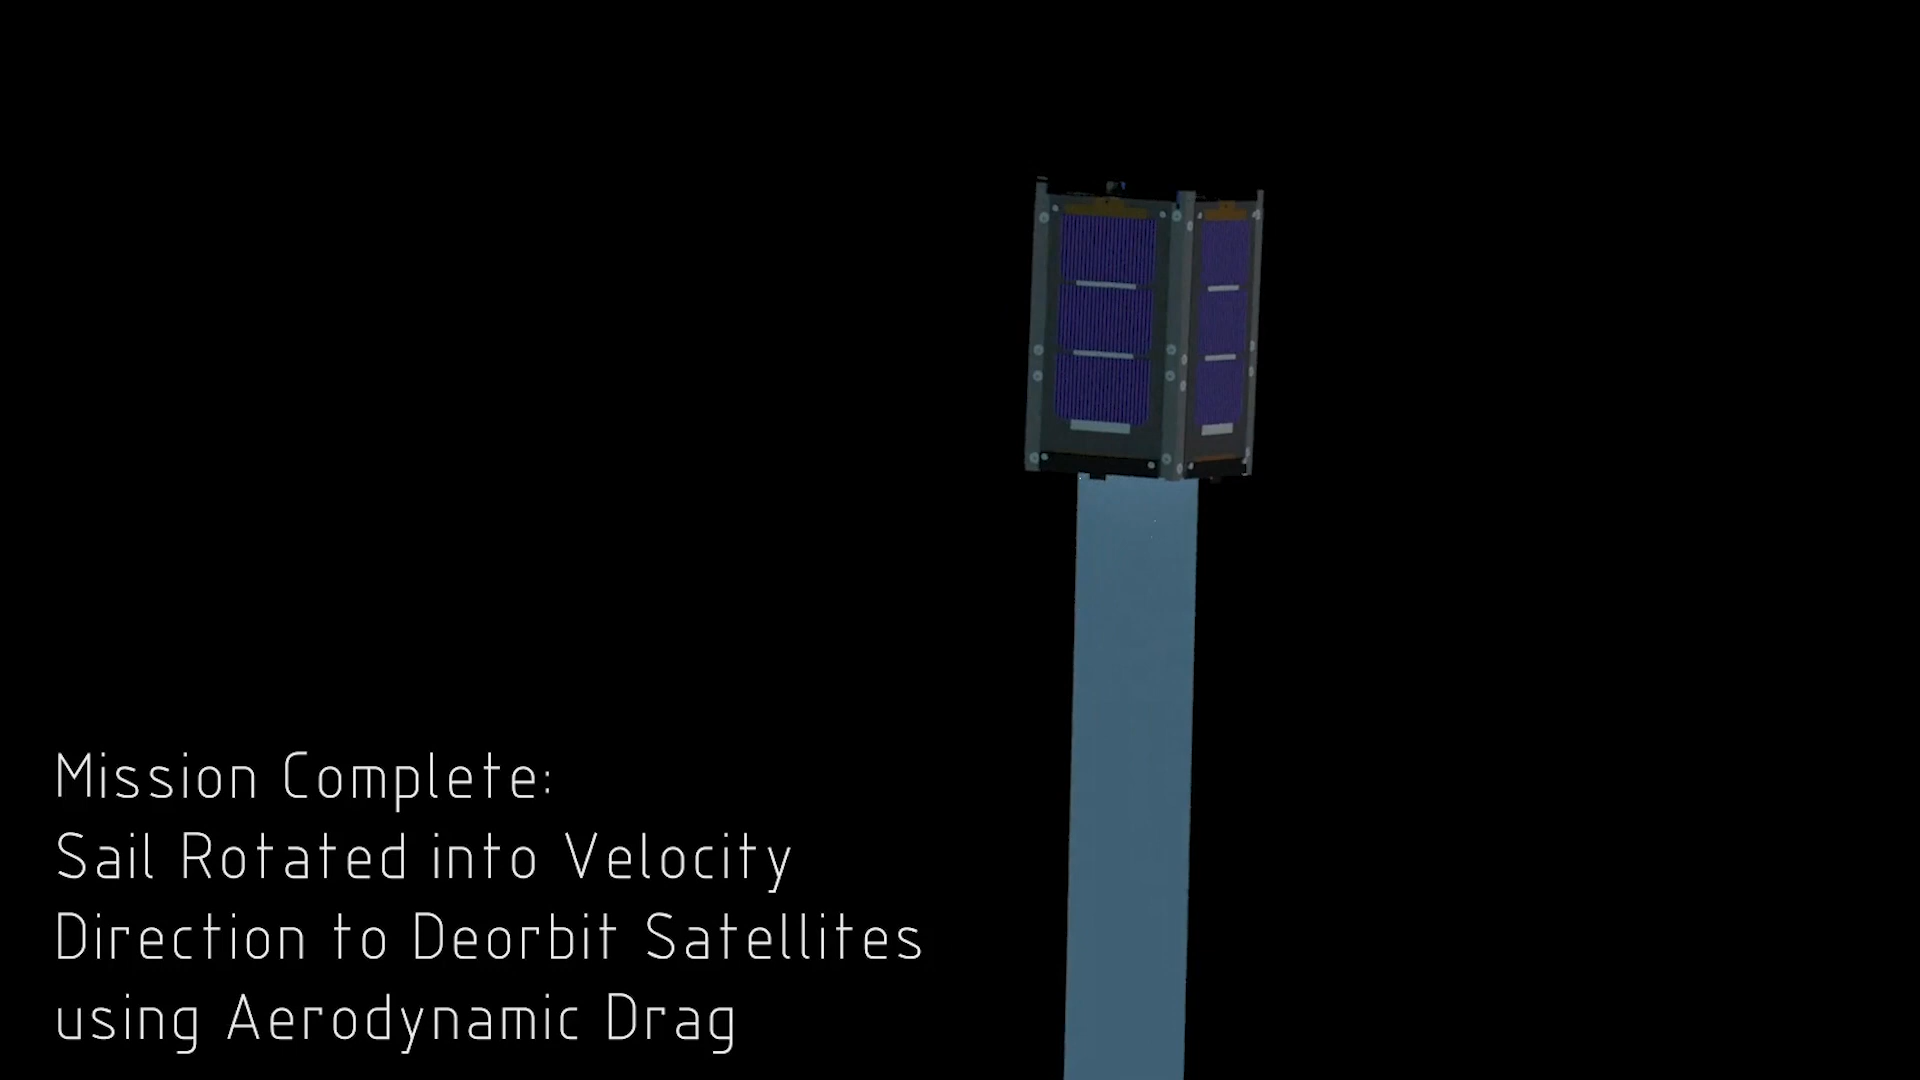 Mission Complete:
Sail Rotated into Velocity
Direction to Deorbit Satellites
using Aerodynamic Drag